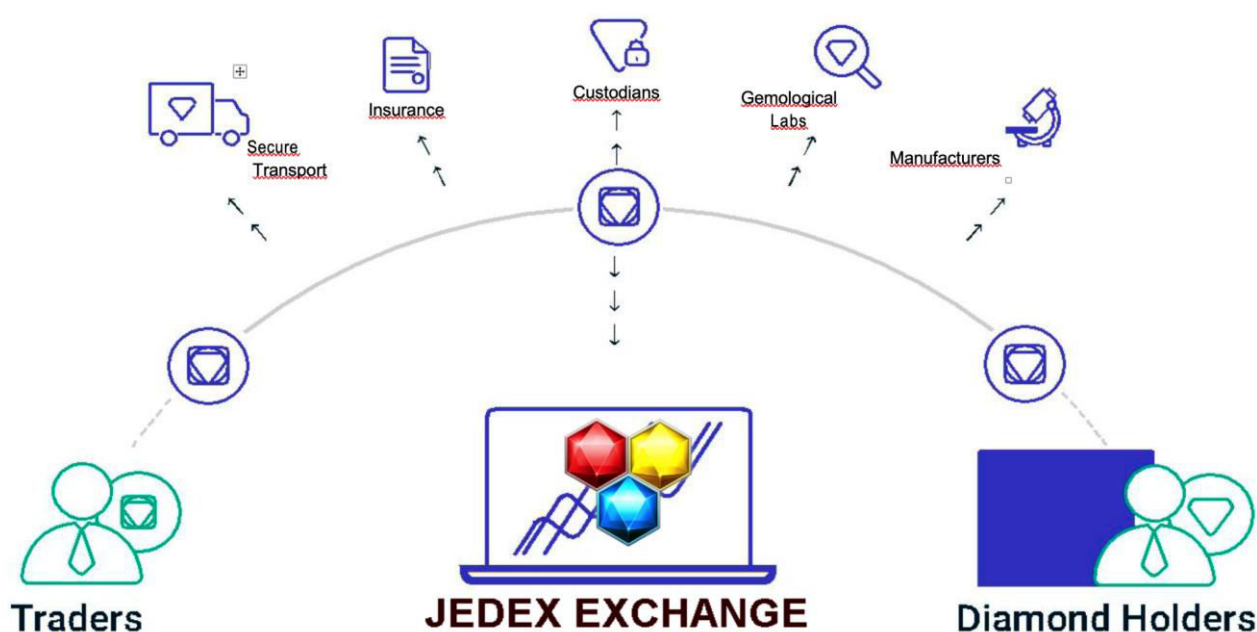 Custodians
Insurance
Gemological
Labs
Secure
Transport
Manufacturers
Traders
JEDEX EXCHANGE
Diamond Holders